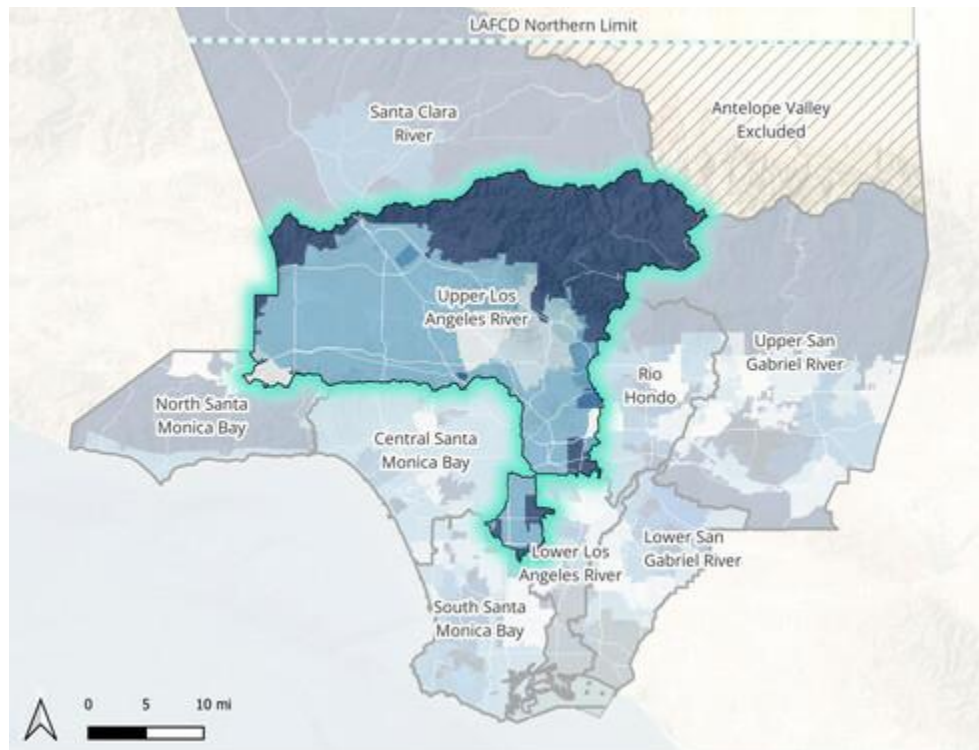 LAFCD Northern Limit
Santa Clara
River
Antelope Valley
Excluded
Upper Los
Angeles River
Upper San
Gabriel River
Rio
Hondo
North Santa
Monica Bay
Central Santa
Monica Bay
Lower Los
Angeles River
Lower San
Gabriel River
South Santa
Monica Bay
0 5 10 mi